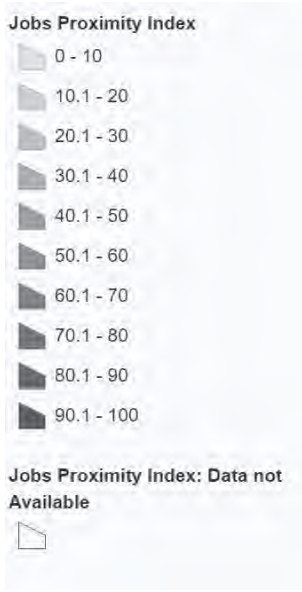 Jobs Proximity Index
0 - 10
10.1 - 20
20.1 - 30
30.1 - 40
40.1 - 50
50.1 - 60
60.1 - 70
70.1 - 80
80.1 - 90
90.1 - 100
Jobs Proximity Index: Data not
Available